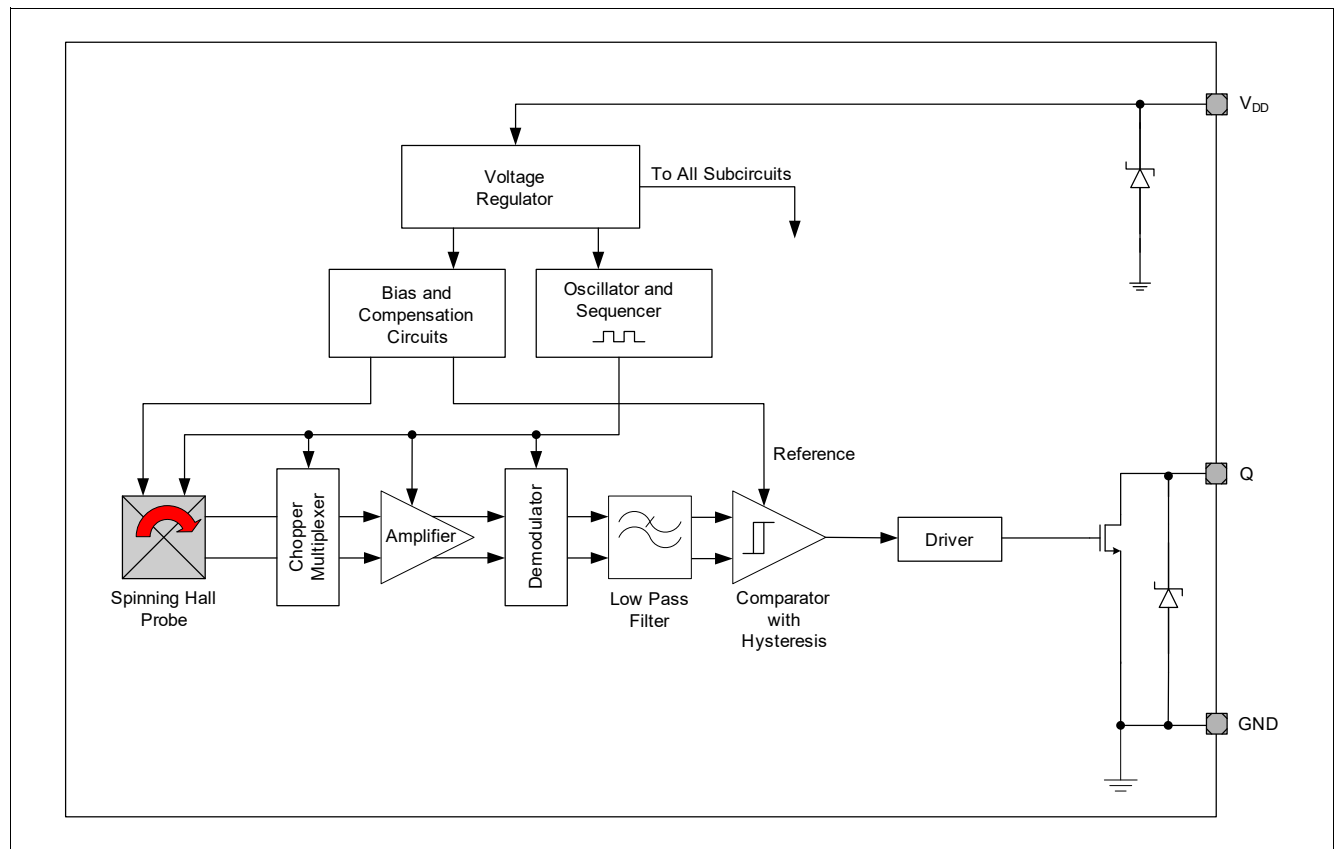 V_DD
Voltage
Regulator
To All Subcircuits
Bias and
Compensation
Circuits
Oscillator and
Sequencer
Reference
Q
Chopper
Multiplexer
Amplifier
Demodulator
Driver
Spinning Hall
Probe
Low Pass
Filter
Comparator
with
Hysteresis
GND